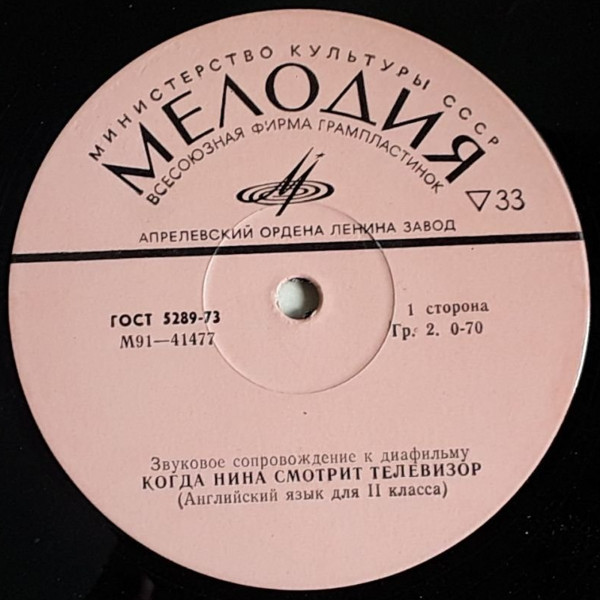 МИНИСТЕРСТВО КУЛЬТУРЫ СССР
МЕЛОДИЯ
ВСЕСОЮЗНАЯ ФИРМА ГРАМПЛАСТИНОК
▽33
АПРЕЛЕВСКИЙ ОРДЕНА ЛЕНИНА ЗАВОД
ГОСТ 5289-73
М91—41477
1 сторона
Гр. 2. 0-70
Звуковое сопровождение к диафильму
КОГДА НИНА СМОТРИТ ТЕЛЕВИЗОР
(Английский язык для II класса)